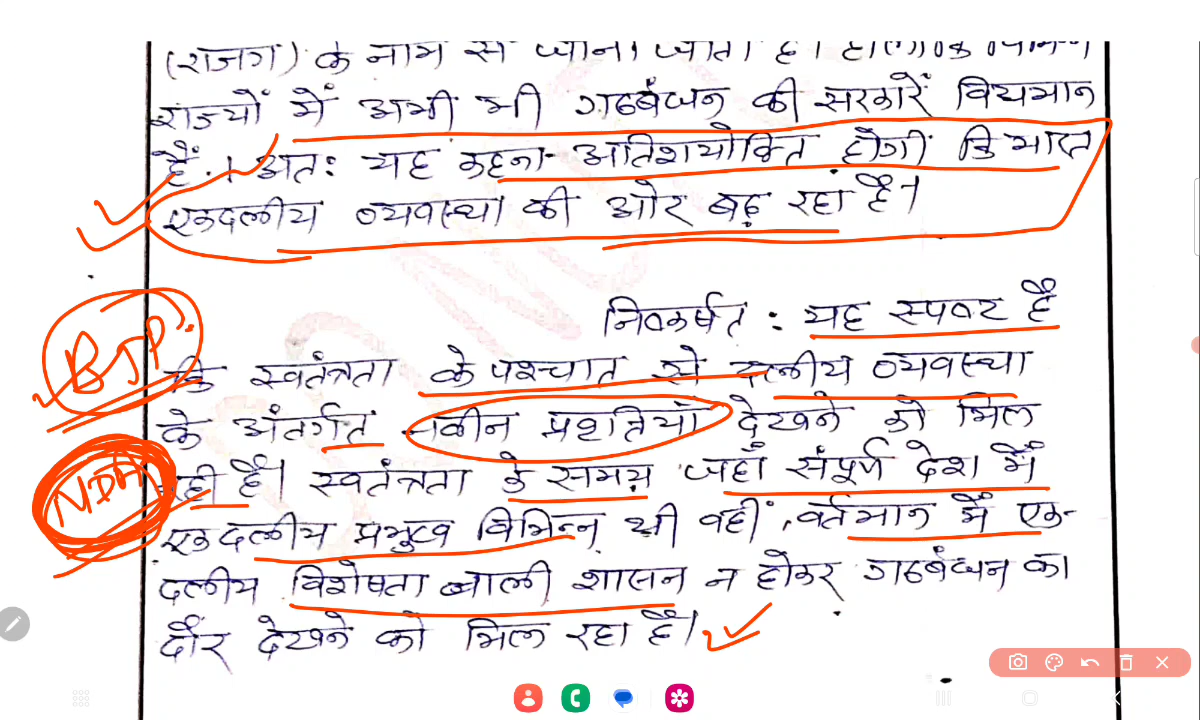 (राजग) के नाम से जाना जाता है। हालांकि विभिन्न
राज्यों में अभी भी गठबंधन की सरकारें विद्यमान
हैं। अतः यह कहना अतिशयोक्ति होगी कि भारत
एकदलीय व्यवस्था की ओर बढ़ रहा है।
निष्कर्षत: यह स्पष्ट है
BJP
कि स्वतंत्रता के पश्चात से दलीय व्यवस्था
के अंतर्गत नवीन प्रवृत्तियाँ देखने को मिल
NDA
रही हैं। स्वतंत्रता के समय जहाँ संपूर्ण देश में
एकदलीय प्रभुत्व विभिन्न थी वहीं, वर्तमान में एक-
दलीय विशेषता वाली शासन न होकर गठबंधन का
दौर देखने को मिल रहा है।